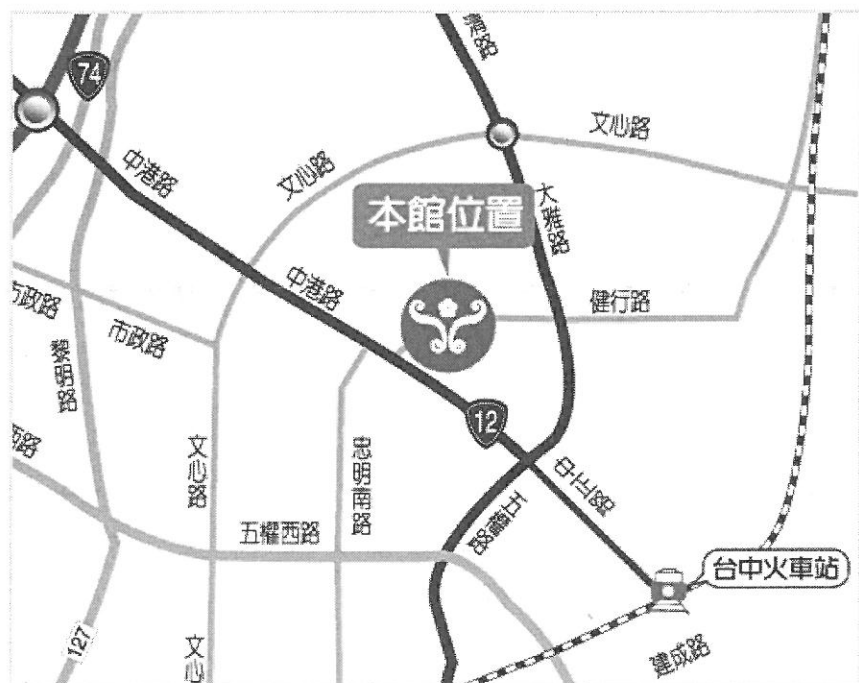 74
文心路
中港路
文心路
本館位置
大雅路
中港路
健行路
市政路
市政路
黎明路
12
文心路
忠明南路
西路
中正路
五權路
五權西路
台中火車站
127
文心
建成路